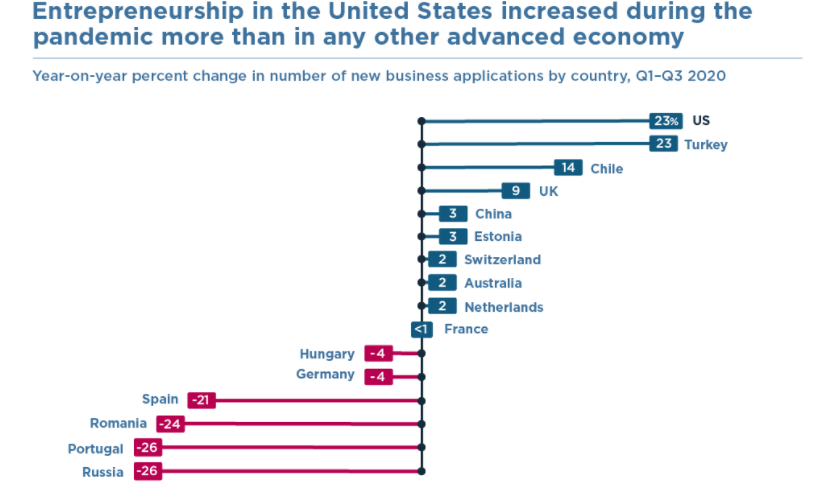 Entrepreneurship in the United States increased during the
pandemic more than in any other advanced economy
Year-on-year percent change in number of new business applications by country, Q1–Q3 2020
23% US
23 Turkey
14 Chile
9 UK
3 China
3 Estonia
2 Switzerland
2 Australia
2 Netherlands
<1 France
Hungary -4
Germany -4
Spain -21
Romania -24
Portugal -26
Russia -26